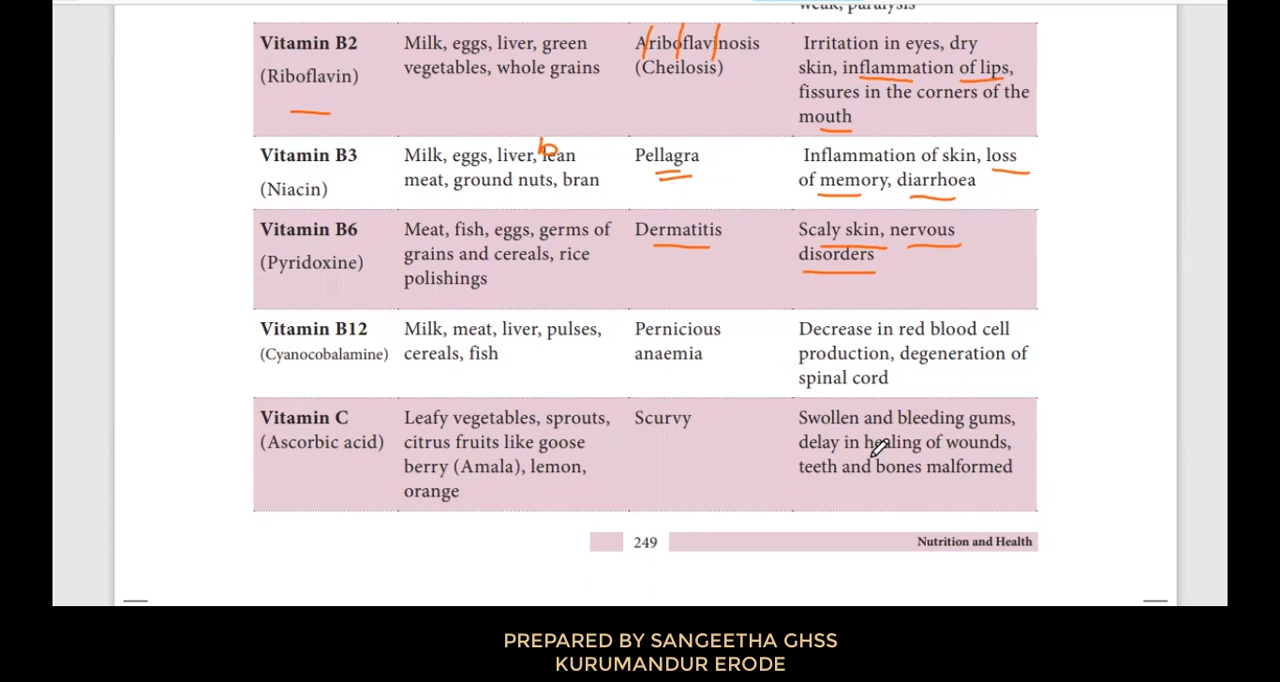 weak, paralysis
Vitamin B2
(Riboflavin)
Milk, eggs, liver, green
vegetables, whole grains
Ariboflavinosis
(Cheilosis)
Irritation in eyes, dry
skin, inflammation of lips,
fissures in the corners of the
mouth
Vitamin B3
(Niacin)
Milk, eggs, liver, lean
meat, ground nuts, bran
Pellagra
Inflammation of skin, loss
of memory, diarrhoea
Vitamin B6
(Pyridoxine)
Meat, fish, eggs, germs of
grains and cereals, rice
polishings
Dermatitis
Scaly skin, nervous
disorders
Vitamin B12
(Cyanocobalamine)
Milk, meat, liver, pulses,
cereals, fish
Pernicious
anaemia
Decrease in red blood cell
production, degeneration of
spinal cord
Vitamin C
(Ascorbic acid)
Leafy vegetables, sprouts,
citrus fruits like goose
berry (Amala), lemon,
orange
Scurvy
Swollen and bleeding gums,
delay in healing of wounds,
teeth and bones malformed
249
Nutrition and Health
PREPARED BY SANGEETHA GHSS
KURUMANDUR ERODE